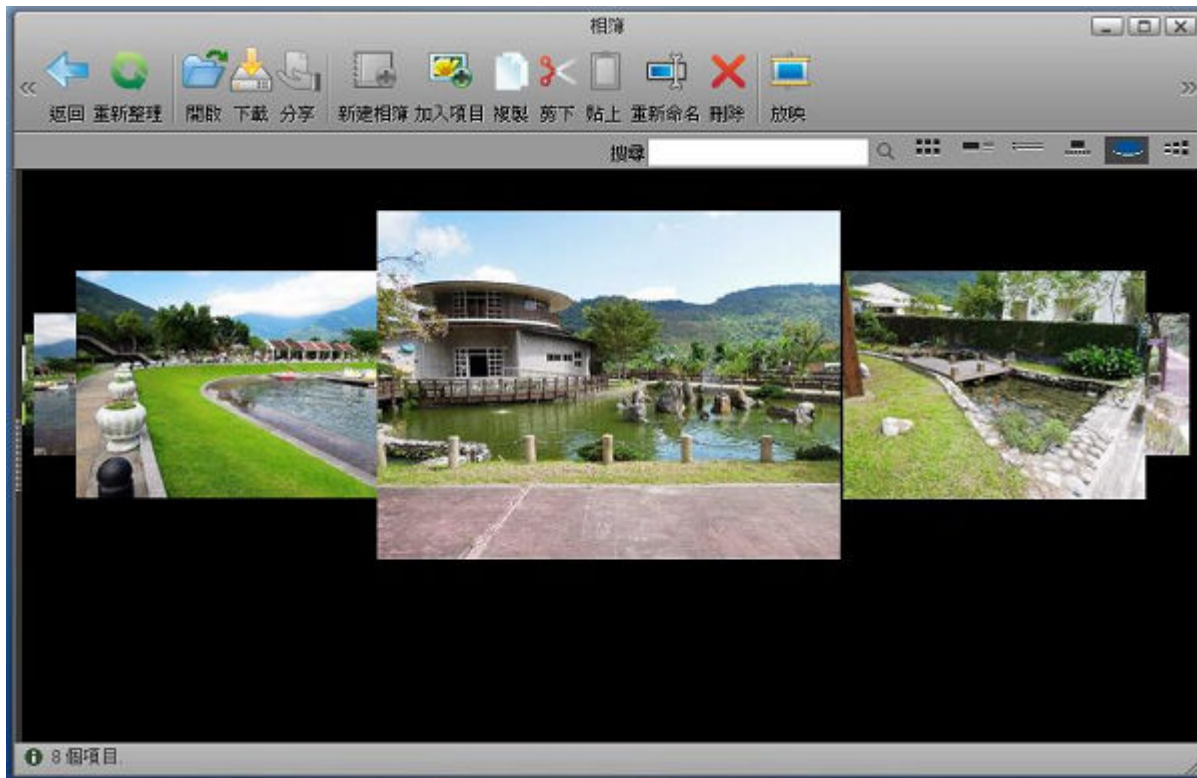 相簿
返回 重新整理 開啟 下載 分享 新建相簿 加入項目 複製 剪下 貼上 重新命名 刪除 放映
搜尋
8 個項目.